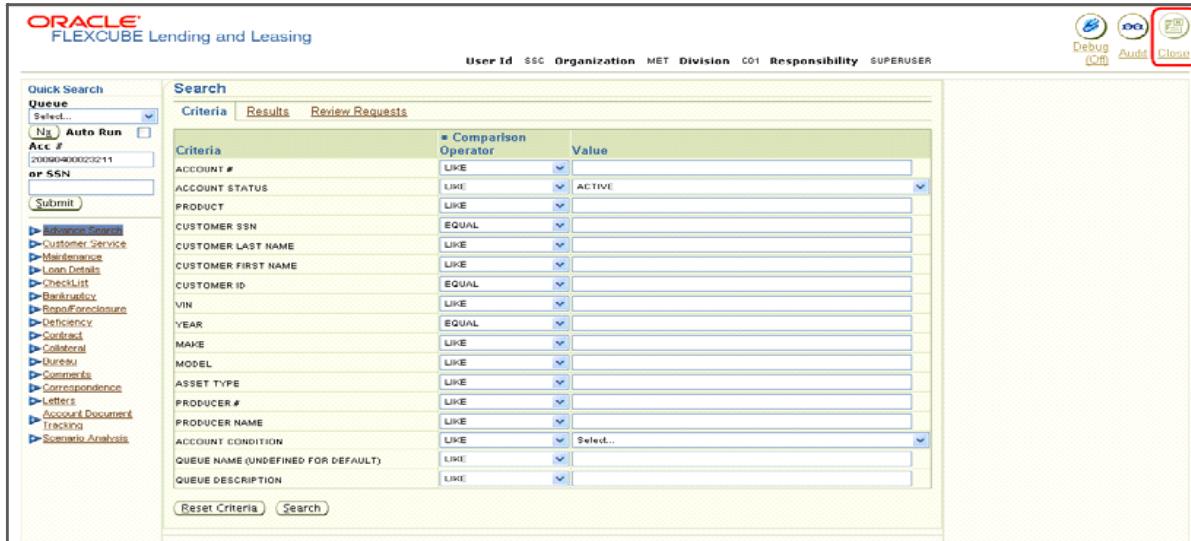 ORACLE
FLEXCUBE Lending and Leasing
Debug (Off)
Audit
Close
User Id SSC Organization MET Division C01 Responsibility SUPERUSER
Quick Search
Queue
Select...
Nx Auto Run
Acc #
20090400023211
or SSN
Submit
Advance Search
Customer Service
Maintenance
Loan Details
CheckList
Bankruptcy
Repo/Foreclosure
Deficiency
Contract
Collateral
Bureau
Comments
Correspondence
Letters
Account Document
Tracking
Scenario Analysis
Search
Criteria Results Review Requests
Criteria Comparison Operator Value
ACCOUNT # LIKE
ACCOUNT STATUS LIKE ACTIVE
PRODUCT LIKE
CUSTOMER SSN EQUAL
CUSTOMER LAST NAME LIKE
CUSTOMER FIRST NAME LIKE
CUSTOMER ID EQUAL
VIN LIKE
YEAR EQUAL
MAKE LIKE
MODEL LIKE
ASSET TYPE LIKE
PRODUCER # LIKE
PRODUCER NAME LIKE
ACCOUNT CONDITION LIKE Select...
QUEUE NAME (UNDEFINED FOR DEFAULT) LIKE
QUEUE DESCRIPTION LIKE
Reset Criteria Search